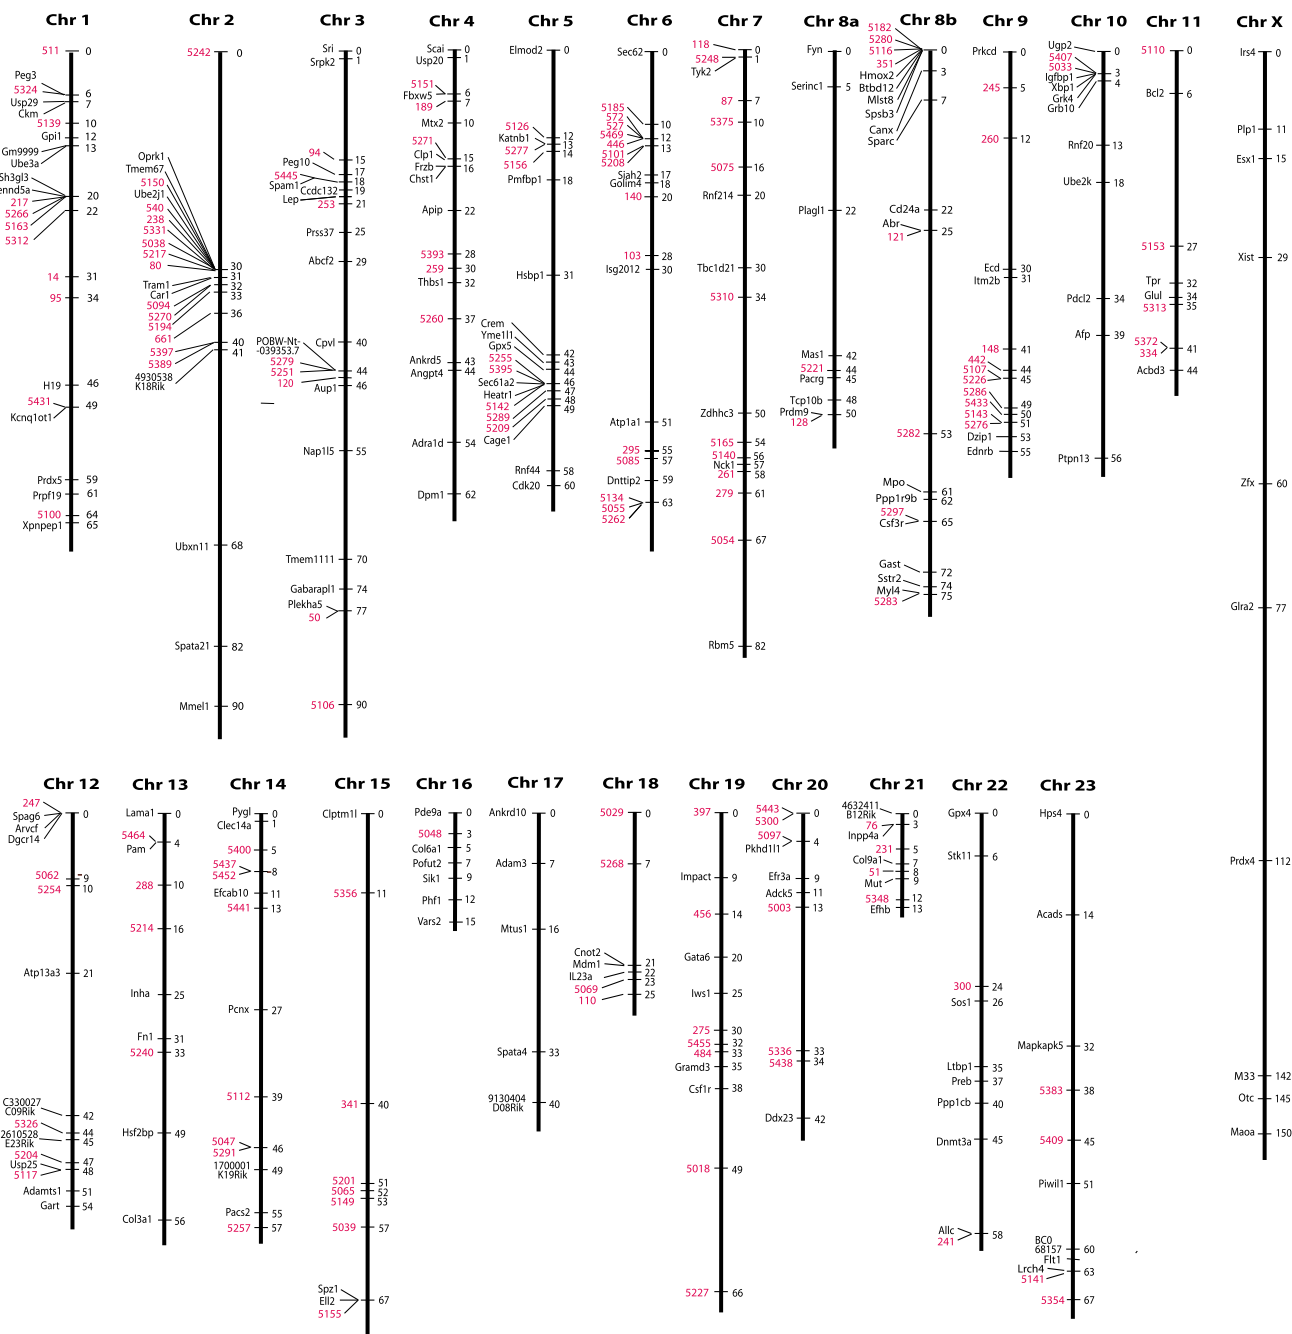 Chr 1
511 0
Peg3
5324 6
Usp29 7
Ckm
5139 10
Gpi1 12
13
Gm9999
Ube3a
Sh3gl3
ennd5a
217 20
5266 22
5163
5312
14 31
95 34
H19 46
5431 49
Kcnq1ot1
Prdx5 59
Prpf19 61
5100 64
Xpnpep1 65
Chr 2
5242 0
Oprk1
Tmem67
5150
Ube2j1
540
238
5331
5038
5217
80 30
31
Tram1 32
Car1 33
5094
5270 36
5194
661 40
5397 41
5389
4930538
K18Rik
Ubxn11 68
Spata21 82
Mmel1 90
Chr 3
Sri 0
Srpk2 1
94 15
Peg10 17
5445 18
Spam1
Ccdc132 19
Lep 21
253
Prss37 25
Abcf2 29
POBW-Nt- Cpvl 40
-039353.7
5279 44
5251
120 Aup1 46
Nap1l5 55
Tmem1111 70
Gabarapl1 74
Plekha5 77
50
5106 90
Chr 4
Scai 0
Usp20 1
5151 6
Fbxw5 7
189
Mtx2 10
5271
Clp1 15
Frzb 16
Chst1
Apip 22
5393 28
259 30
Thbs1 32
5260 37
Ankrd5 43
Angpt4 44
Adra1d 54
Dpm1 62
Chr 5
Elmod2 0
5126 12
Katnb1 13
5277 14
5156
Pmfbp1 18
Hsbp1 31
Crem
Yme1l1 42
Gpx5 43
5255 44
5395 46
Sec61a2 47
Heatr1 48
5142 49
5289
5209
Cage1
Rnf44 58
Cdk20 60
Chr 6
Sec62 0
5185
572 10
527
5469 12
446 13
5101
5208
Sjah2 17
Golim4 18
140 20
103 28
Isg2012 30
Atp1a1 51
295 55
5085 57
Dnttip2 59
5134 63
5055
5262
Chr 7
118 0
5248 1
Tyk2
87 7
5375 10
5075 16
Rnf214 20
Tbc1d21 30
5310 34
Zdhhc3 50
5165 54
5140 56
Nck1 57
261 58
279 61
5054 67
Rbm5 82
Chr 8a
Fyn 0
Serinc1 5
Plagl1 22
Mas1 42
5221 44
Pacrg 45
Tcp10b 48
Prdm9 50
128
Chr 8b
5182
5280
5116 0
351
Hmox2 3
Btbd12
Mlst8 7
Spsb3
Canx
Sparc
Cd24a 22
Abr 25
121
5282 53
Mpo 61
Ppp1r9b 62
5297 65
Csf3r
Gast 72
Sstr2 74
Myl4 75
5283
Chr 9
Prkcd 0
245 5
260 12
Ecd 30
Itm2b 31
148 41
442 44
5107 45
5226
5286
5433 49
5143 50
5276 51
Dzip1 53
Ednrb 55
Chr 10
Ugp2 0
5407
5033 3
Igfbp1 4
Xbp1
Grk4
Grb10
Rnf20 13
Ube2k 18
Pdcl2 34
Afp 39
Ptpn13 56
Chr 11
5110 0
Bcl2 6
5153 27
Tpr 32
Glul 34
5313 35
5372 41
334
Acbd3 44
Chr X
Irs4 0
Plp1 11
Esx1 15
Xist 29
Zfx 60
Glra2 77
Prdx4 112
M33 142
Otc 145
Maoa 150
Chr 12
247 0
Spag6
Arvcf
Dgcr14
5062 9
5254 10
Atp13a3 21
C330027
C09Rik 42
5326 44
2610528 45
E23Rik
5204 47
Usp25 48
5117
Adamts1 51
Gart 54
Chr 13
Lama1 0
5464 4
Pam
288 10
5214 16
Inha 25
Fn1 31
5240 33
Hsf2bp 49
Col3a1 56
Chr 14
Pygl 0
Clec14a 1
5400 5
5437 8
5452
Efcab10 11
5441 13
Pcnx 27
5112 39
5047 46
5291
1700001 49
K19Rik
Pacs2 55
5257 57
Chr 15
Clptm1l 0
5356 11
341 40
5201 51
5065 52
5149 53
5039 57
Spz1
Ell2 67
5155
Chr 16
Pde9a 0
5048 3
Col6a1 5
Pofut2 7
Sik1 9
Phf1 12
Vars2 15
Chr 17
Ankrd10 0
Adam3 7
Mtus1 16
Spata4 33
9130404 40
D08Rik
Chr 18
5029 0
5268 7
Cnot2
Mdm1 21
IL23a 22
5069 23
110 25
Chr 19
397 0
Impact 9
456 14
Gata6 20
Iws1 25
275 30
5455 32
484 33
Gramd3 35
Csf1r 38
5018 49
5227 66
Chr 20
5443 0
5300
5097 4
Pkhd1l1
Efr3a 9
Adck5 11
5003 13
5336 33
5438 34
Ddx23 42
Chr 21
4632411 0
B12Rik
76 3
Inpp4a
231 5
Col9a1 7
51 8
Mut 9
5348 12
Efhb 13
Chr 22
Gpx4 0
Stk11 6
300 24
Sos1 26
Ltbp1 35
Preb 37
Ppp1cb 40
Dnmt3a 45
Allc 58
241
Chr 23
Hps4 0
Acads 14
Mapkapk5 32
5383 38
5409 45
Piwil1 51
BC0
68157 60
Flt1
Lrch4 63
5141
5354 67